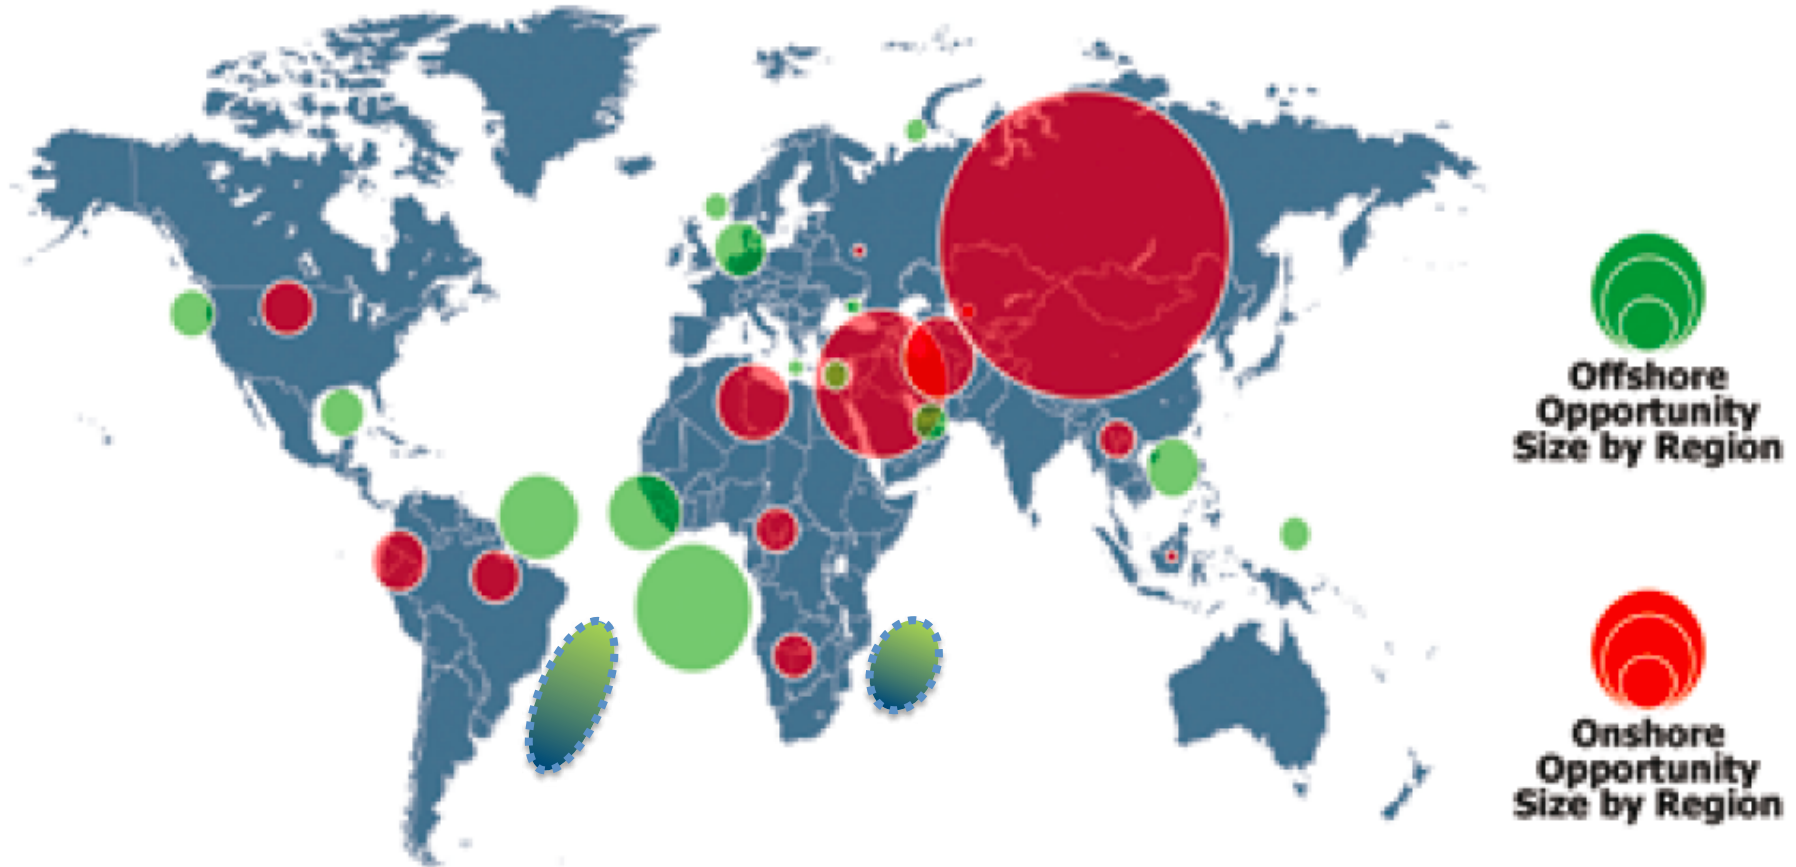 Offshore
Opportunity
Size by Region
Onshore
Opportunity
Size by Region